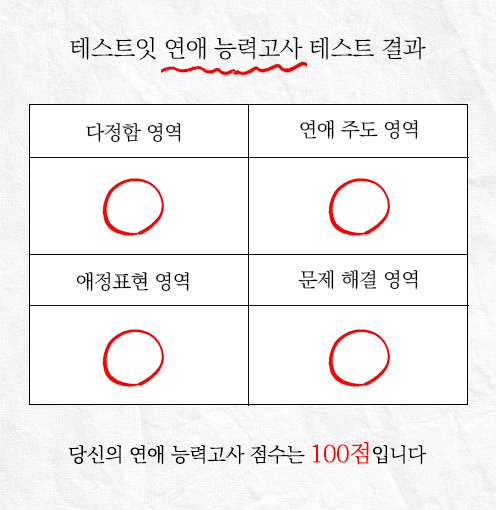 테스트잇 연애 능력고사 테스트 결과
다정함 영역 연애 주도 영역
애정표현 영역 문제 해결 영역
당신의 연애 능력고사 점수는 100점입니다